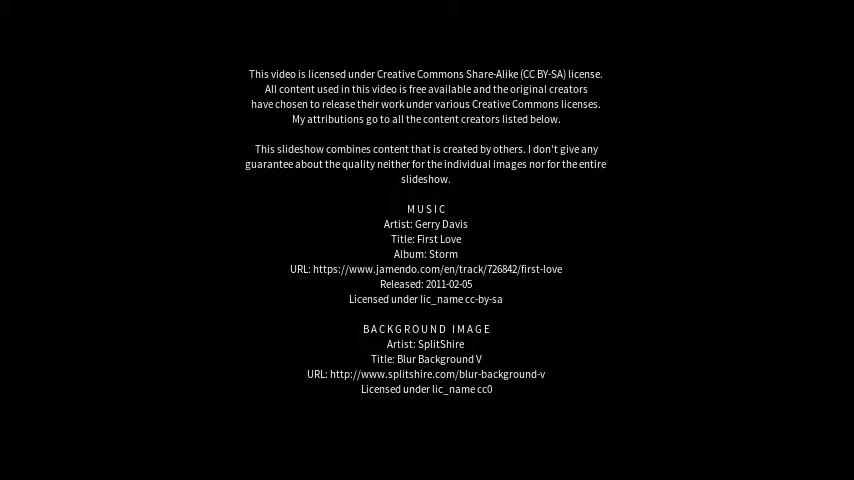 This video is licensed under Creative Commons Share-Alike (CC BY-SA) license.
All content used in this video is free available and the original creators
have chosen to release their work under various Creative Commons licenses.
My attributions go to all the content creators listed below.
This slideshow combines content that is created by others. I don't give any
guarantee about the quality neither for the individual images nor for the entire
slideshow.
MUSIC
Artist: Gerry Davis
Title: First Love
Album: Storm
URL: https://www.jamendo.com/en/track/726842/first-love
Released: 2011-02-05
Licensed under lic_name cc-by-sa
BACKGROUND IMAGE
Artist: SplitShire
Title: Blur Background V
URL: http://www.splitshire.com/blur-background-v
Licensed under lic_name cc0